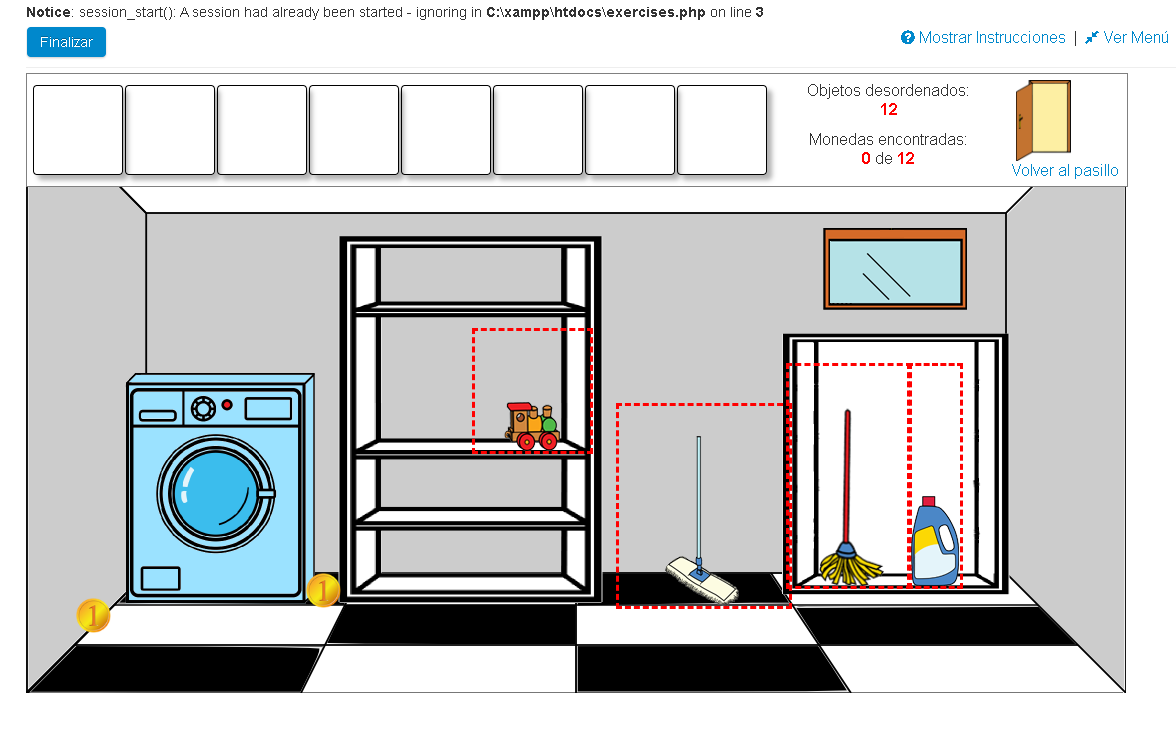 Notice: session_start(): A session had already been started - ignoring in C:\xampp\htdocs\exercises.php on line 3
Finalizar
Mostrar Instrucciones | Ver Menú
Objetos desordenados:
12
Monedas encontradas:
0 de 12
Volver al pasillo
1
1